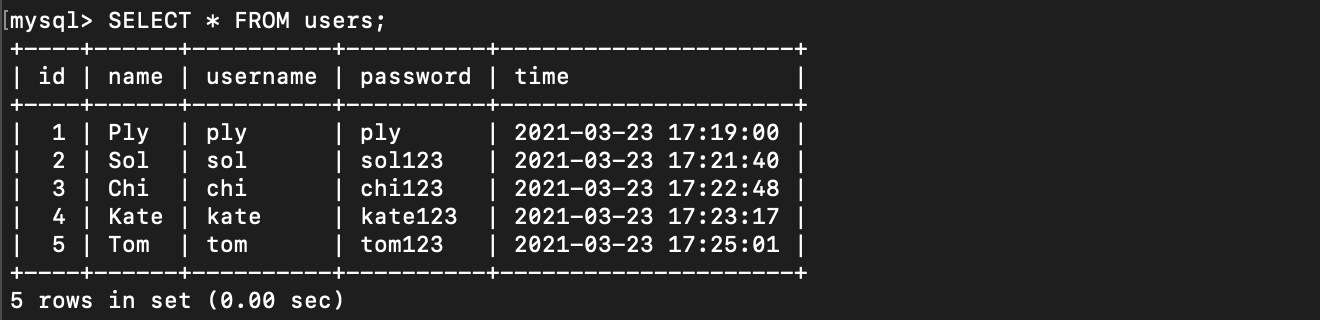 [mysql> SELECT * FROM users;
+----+------+----------+----------+---------------------+
| id | name | username | password | time                |
+----+------+----------+----------+---------------------+
|  1 | Ply  | ply      | ply      | 2021-03-23 17:19:00 |
|  2 | Sol  | sol      | sol123   | 2021-03-23 17:21:40 |
|  3 | Chi  | chi      | chi123   | 2021-03-23 17:22:48 |
|  4 | Kate | kate     | kate123  | 2021-03-23 17:23:17 |
|  5 | Tom  | tom      | tom123   | 2021-03-23 17:25:01 |
+----+------+----------+----------+---------------------+
5 rows in set (0.00 sec)